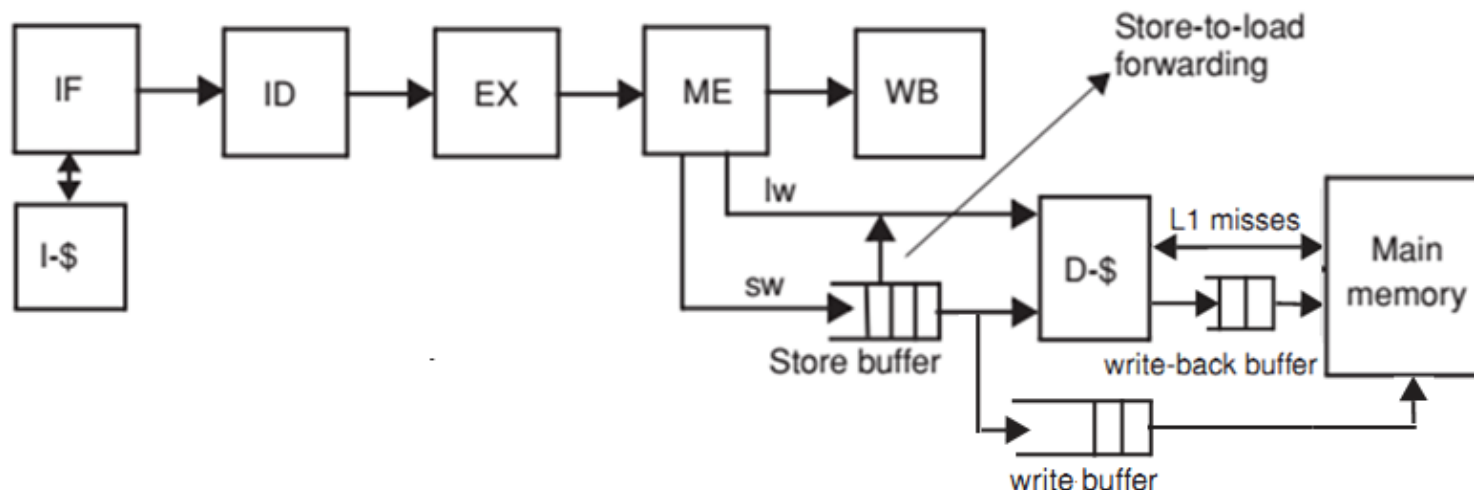 Store-to-load
forwarding
IF
ID
EX
ME
WB
I-$
lw
sw
Store buffer
D-$
L1 misses
write-back buffer
Main
memory
write buffer